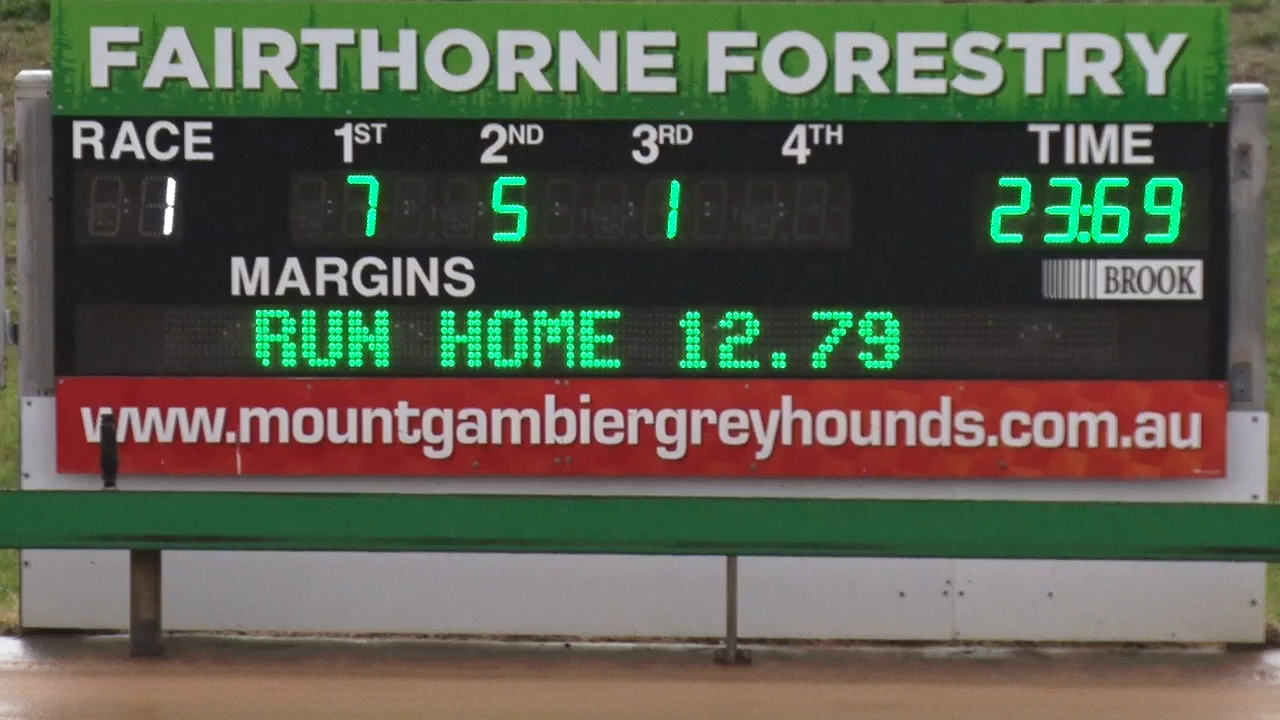 FAIRTHORNE FORESTRY
RACE 1ST 2ND 3RD 4TH TIME
1 7 5 1 23:69
MARGINS BROOK
RUN HOME 12.79
www.mountgambiergreyhounds.com.au